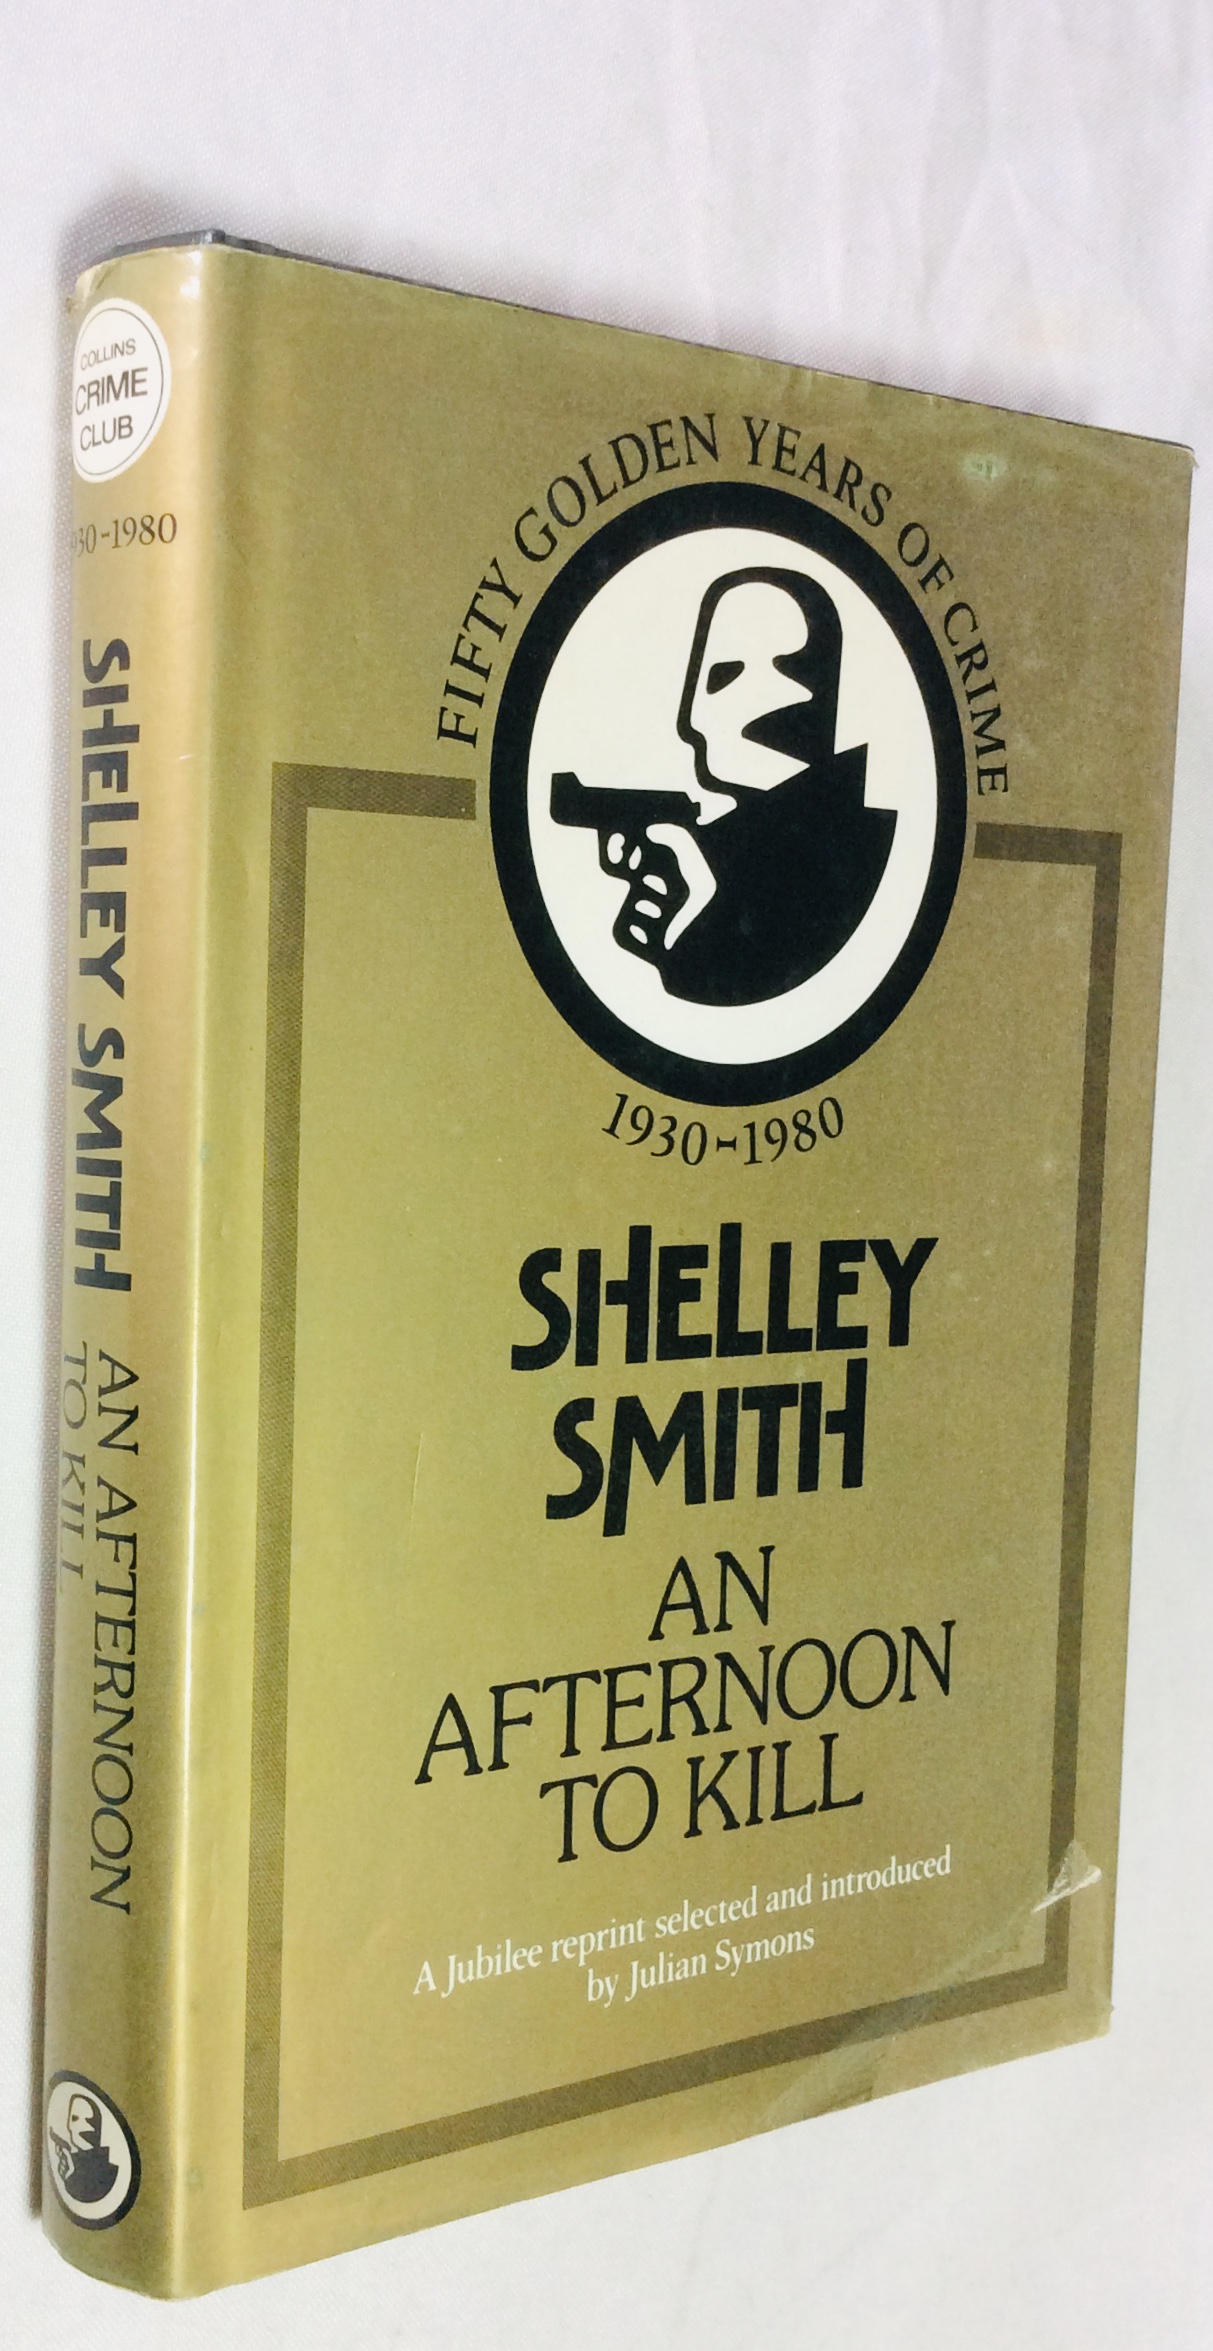 COLLINS
CRIME
CLUB
30-1980
SHELLEY SMITH
AN AFTERNOON
TO KILL
FIFTY GOLDEN YEARS OF CRIME
1930-1980
SHELLEY
SMITH
AN
AFTERNOON
TO KILL
A Jubilee reprint selected and introduced
by Julian Symons